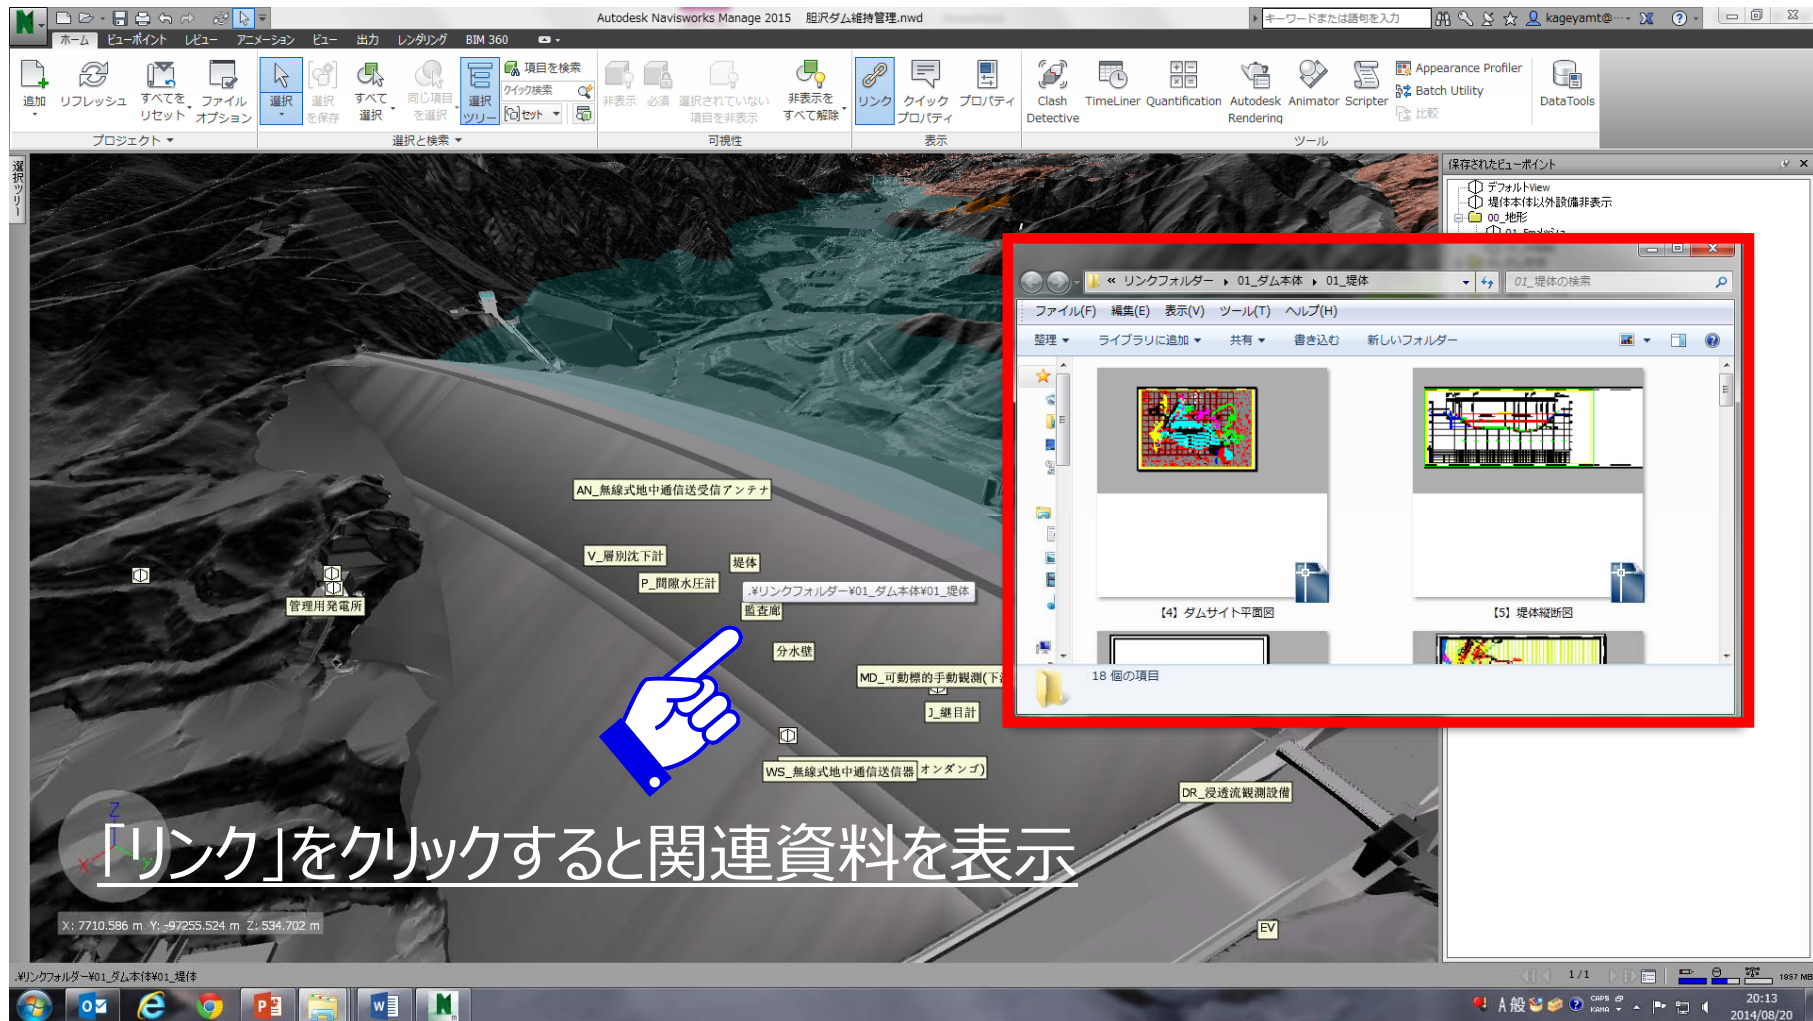 Autodesk Navisworks Manage 2015 胆沢ダム維持管理.nwd
キーワードまたは語句を入力
kageyamt@...
ホーム ビューポイント レビュー アニメーション ビュー 出力 レンダリング BIM 360
追加
リフレッシュ
すべてを
リセット
ファイル
オプション
プロジェクト
選択
選択
を保存
すべて
選択
同じ項目
を選択
選択
ツリー
項目を検索
クイック検索
セット
選択と検索
非表示
必須
選択されていない
項目を非表示
非表示を
すべて解除
可視性
リンク
クイック
プロパティ
プロパティ
表示
Clash
Detective
TimeLiner
Quantification
Autodesk
Rendering
Animator
Scripter
Appearance Profiler
Batch Utility
比較
DataTools
ツール
選択ツリー
保存されたビューポイント
デフォルトView
堤体本体以外設備非表示
00_地形
« リンクフォルダー ▸ 01_ダム本体 ▸ 01_堤体
01_堤体の検索
ファイル(F) 編集(E) 表示(V) ツール(T) ヘルプ(H)
整理 ライブラリに追加 共有 書き込む 新しいフォルダー
【4】ダムサイト平面図
【5】堤体縦断図
18 個の項目
AN_無線式地中通信送受信アンテナ
V_層別沈下計
堤体
P_間隙水圧計
.¥リンクフォルダー¥01_ダム本体¥01_堤体
監査廊
管理用発電所
分水壁
MD_可動標的手動観測(下
J_継目計
WS_無線式地中通信送信器
オンダンゴ)
DR_浸透流観測設備
EV
Z
X
Y
「リンク」をクリックすると関連資料を表示
X: 7710.586 m Y: -97255.524 m Z: 534.702 m
.¥リンクフォルダー¥01_ダム本体¥01_堤体
1/1
1957 MB
A 般
CAPS
KANA
20:13
2014/08/20